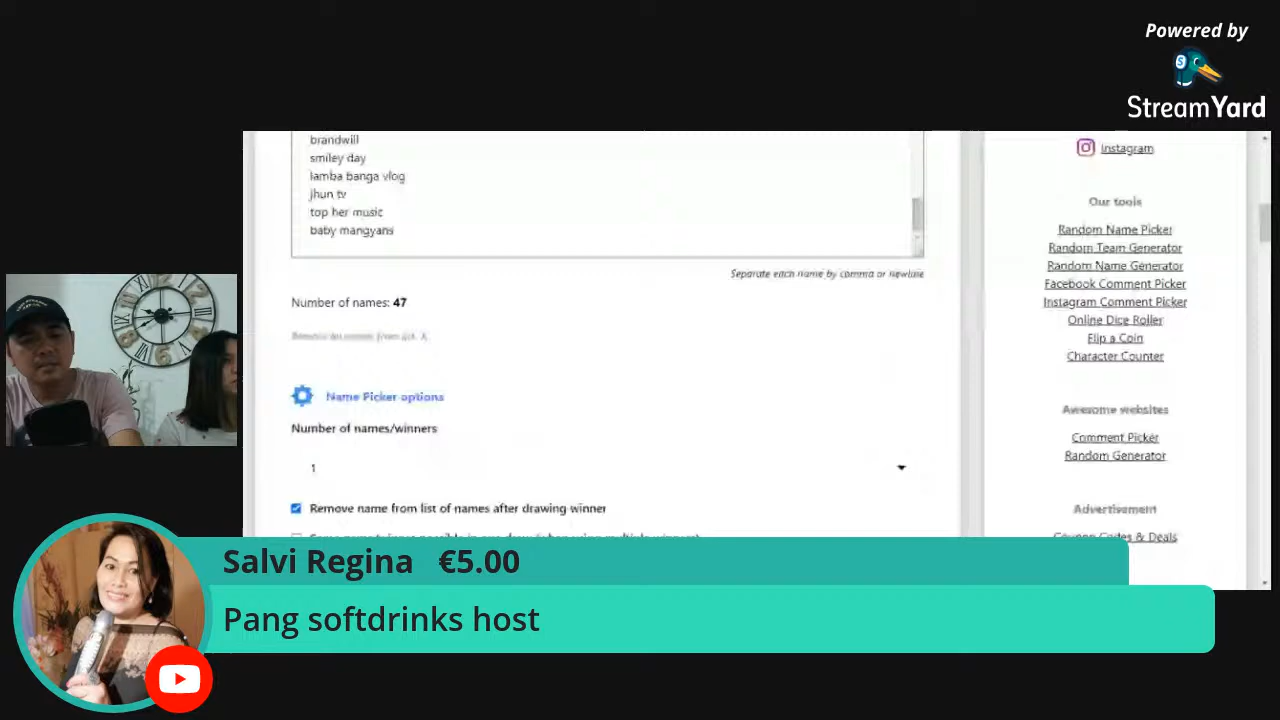 Powered by
StreamYard
brandwill
smiley day
lamba banga vlog
jhun tv
top her music
baby mangyans
Separate each name by comma or newline
Number of names: 47
Name Picker options
Number of names/winners
1
Remove name from list of names after drawing winner
Instagram
Our tools
Random Name Picker
Random Team Generator
Random Name Generator
Facebook Comment Picker
Instagram Comment Picker
Online Dice Roller
Flip a Coin
Character Counter
Awesome websites
Comment Picker
Random Generator
Advertisement
Coupon Codes & Deals
Salvi Regina €5.00
Pang softdrinks host